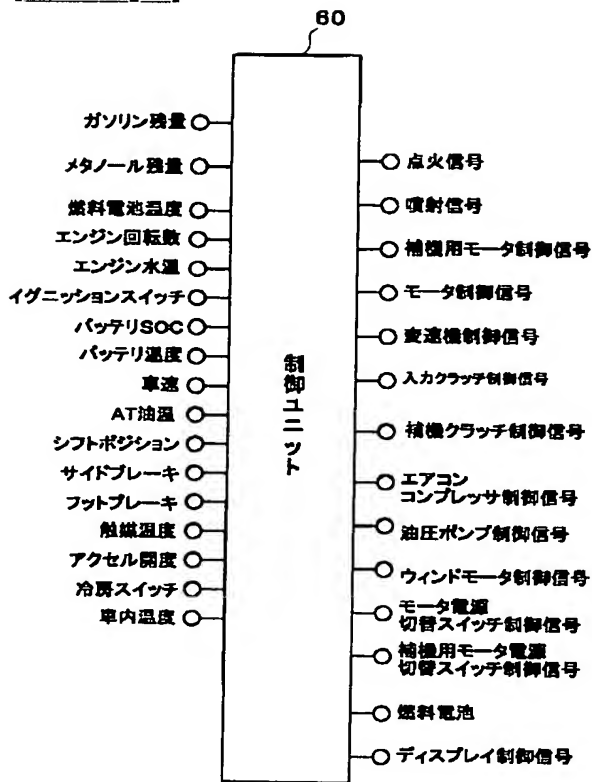 60
ガソリン残量
メタノール残量
燃料電池温度
エンジン回転数
エンジン水温
イグニッションスイッチ
バッテリSOC
バッテリ温度
車速
AT油温
シフトポジション
サイドブレーキ
フットブレーキ
触媒温度
アクセル開度
冷房スイッチ
車内温度
制御ユニット
点火信号
噴射信号
補機用モータ制御信号
モータ制御信号
変速機制御信号
入力クラッチ制御信号
補機クラッチ制御信号
エアコン
コンプレッサ制御信号
油圧ポンプ制御信号
ウィンドモータ制御信号
モータ電源
切替スイッチ制御信号
補機用モータ電源
切替スイッチ制御信号
燃料電池
ディスプレイ制御信号